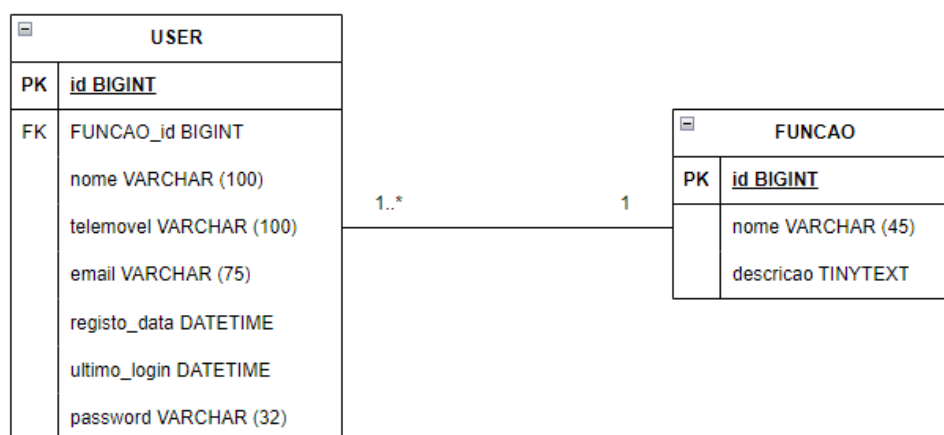 USER
PK id BIGINT
FK FUNCAO_id BIGINT
nome VARCHAR (100)
telemovel VARCHAR (100)
email VARCHAR (75)
registo_data DATETIME
ultimo_login DATETIME
password VARCHAR (32)
1..*
1
FUNCAO
PK id BIGINT
nome VARCHAR (45)
descricao TINYTEXT